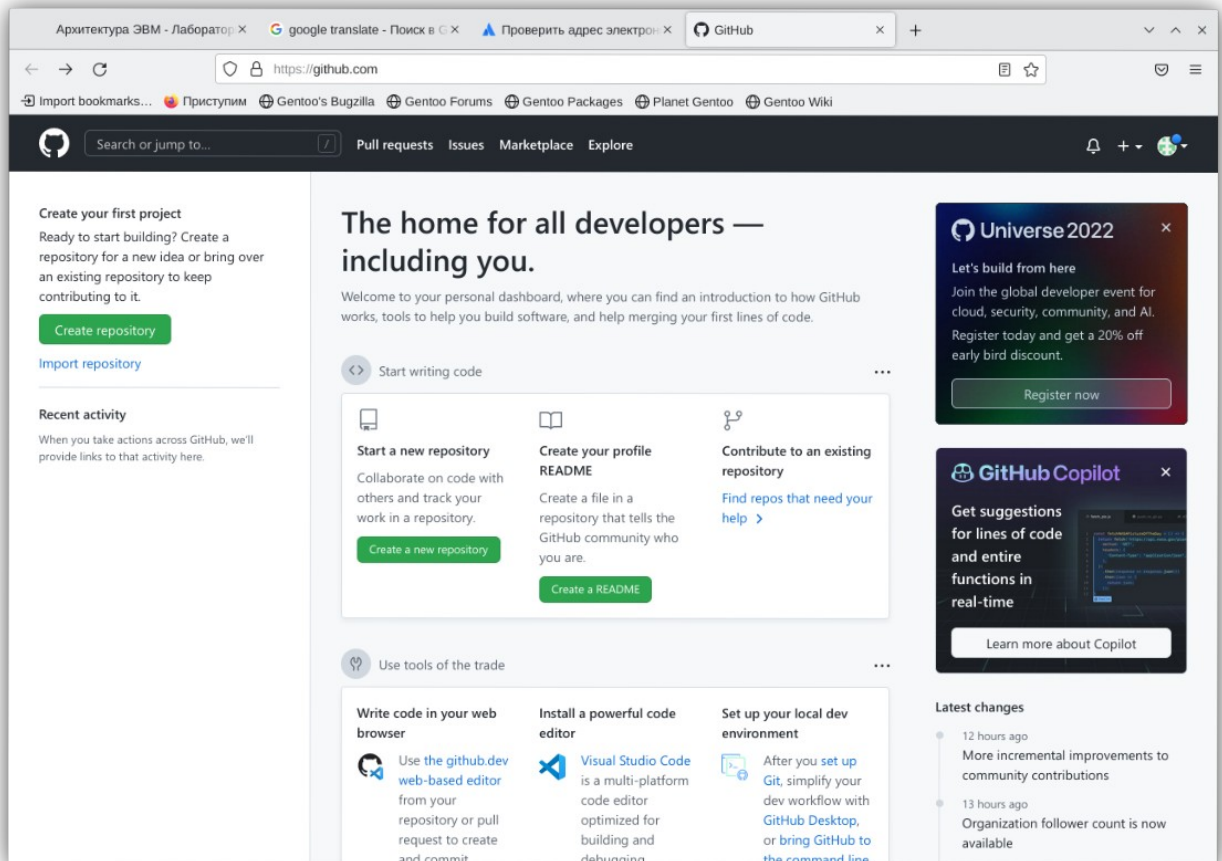 Архитектура ЭВМ - Лаборатор
google translate - Поиск в G
Проверить адрес электрон
GitHub
https://github.com
Import bookmarks...
Приступим
Gentoo's Bugzilla
Gentoo Forums
Gentoo Packages
Planet Gentoo
Gentoo Wiki
Search or jump to...
/
Pull requests
Issues
Marketplace
Explore
Create your first project
Ready to start building? Create a
repository for a new idea or bring over
an existing repository to keep
contributing to it.
Create repository
Import repository
Recent activity
When you take actions across GitHub, we'll
provide links to that activity here.
The home for all developers —
including you.
Welcome to your personal dashboard, where you can find an introduction to how GitHub
works, tools to help you build software, and help merging your first lines of code.
Start writing code
Start a new repository
Collaborate on code with
others and track your
work in a repository.
Create a new repository
Create your profile
README
Create a file in a
repository that tells the
GitHub community who
you are.
Create a README
Contribute to an existing
repository
Find repos that need your
help
Use tools of the trade
Write code in your web
browser
Use the github.dev
web-based editor
from your
repository or pull
request to create
and commit
Install a powerful code
editor
Visual Studio Code
is a multi-platform
code editor
optimized for
building and
debugging
Set up your local dev
environment
After you set up
Git, simplify your
dev workflow with
GitHub Desktop,
or bring GitHub to
the command line
Universe 2022
Let's build from here
Join the global developer event for
cloud, security, community, and AI.
Register today and get a 20% off
early bird discount.
Register now
GitHub Copilot
Get suggestions
for lines of code
and entire
functions in
real-time
Learn more about Copilot
Latest changes
12 hours ago
More incremental improvements to
community contributions
13 hours ago
Organization follower count is now
available